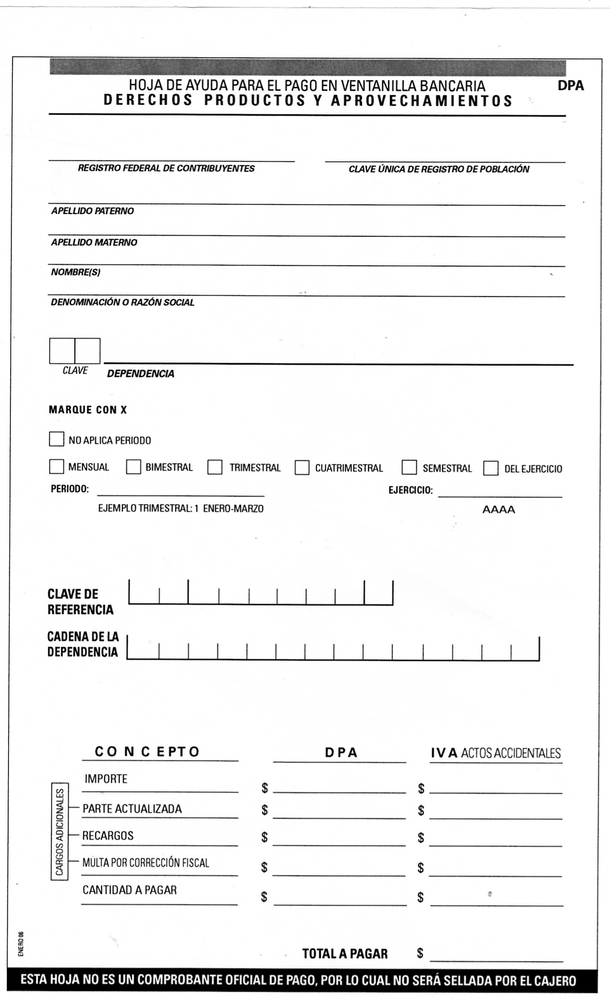 HOJA DE AYUDA PARA EL PAGO EN VENTANILLA BANCARIA DPA
DERECHOS PRODUCTOS Y APROVECHAMIENTOS
REGISTRO FEDERAL DE CONTRIBUYENTES CLAVE ÚNICA DE REGISTRO DE POBLACIÓN
APELLIDO PATERNO
APELLIDO MATERNO
NOMBRE(S)
DENOMINACIÓN O RAZÓN SOCIAL
CLAVE DEPENDENCIA
MARQUE CON X
NO APLICA PERIODO
MENSUAL BIMESTRAL TRIMESTRAL CUATRIMESTRAL SEMESTRAL DEL EJERCICIO
PERIODO: EJERCICIO:
EJEMPLO TRIMESTRAL: 1 ENERO-MARZO AAAA
CLAVE DE
REFERENCIA
CADENA DE LA
DEPENDENCIA
CONCEPTO DPA IVA ACTOS ACCIDENTALES
IMPORTE $ $
CARGOS ADICIONALES
PARTE ACTUALIZADA $ $
RECARGOS $ $
MULTA POR CORRECCIÓN FISCAL $ $
CANTIDAD A PAGAR $ $
ENERO 06
TOTAL A PAGAR $
ESTA HOJA NO ES UN COMPROBANTE OFICIAL DE PAGO, POR LO CUAL NO SERÁ SELLADA POR EL CAJERO